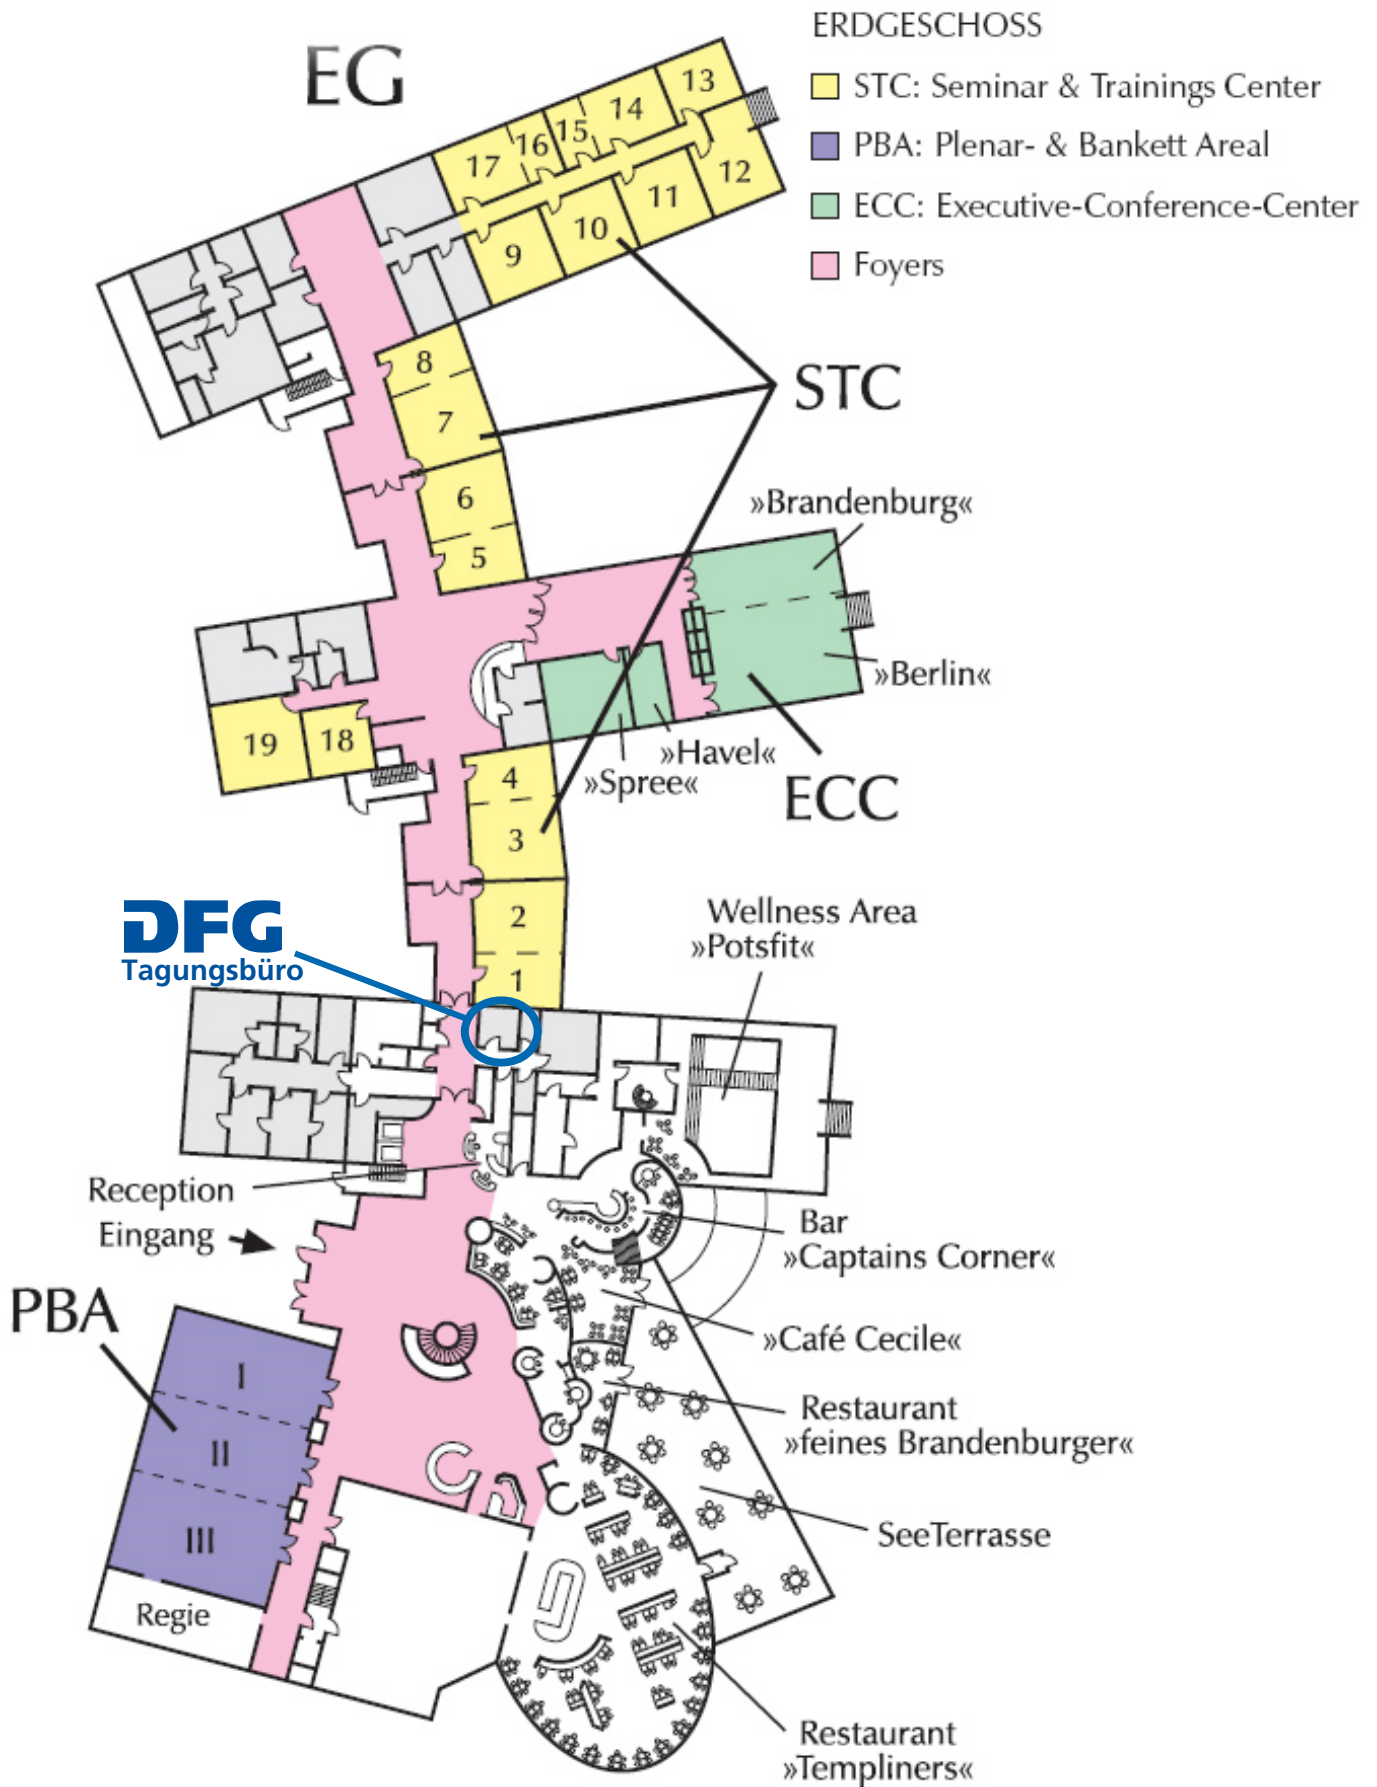 EG
ERDGESCHOSS
STC: Seminar & Trainings Center
PBA: Plenar- & Bankett Areal
ECC: Executive-Conference-Center
Foyers
13
14
15
16
17
12
11
10
9
8
7
STC
6
5
»Brandenburg«
»Berlin«
19
18
»Havel«
»Spree«
ECC
4
3
2
1
DFG
Tagungsbüro
Wellness Area
»Potsfit«
Reception
Eingang
Bar
»Captains Corner«
PBA
»Café Cecile«
I
II
III
Restaurant
»feines Brandenburger«
SeeTerrasse
Regie
Restaurant
»Templiners«